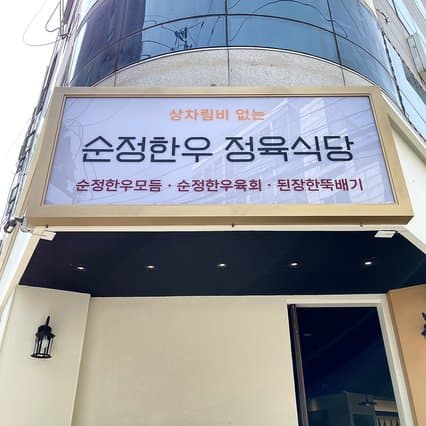 상차림비 없는
순정한우 정육식당
순정한우모듬 · 순정한우육회 · 된장한뚝배기